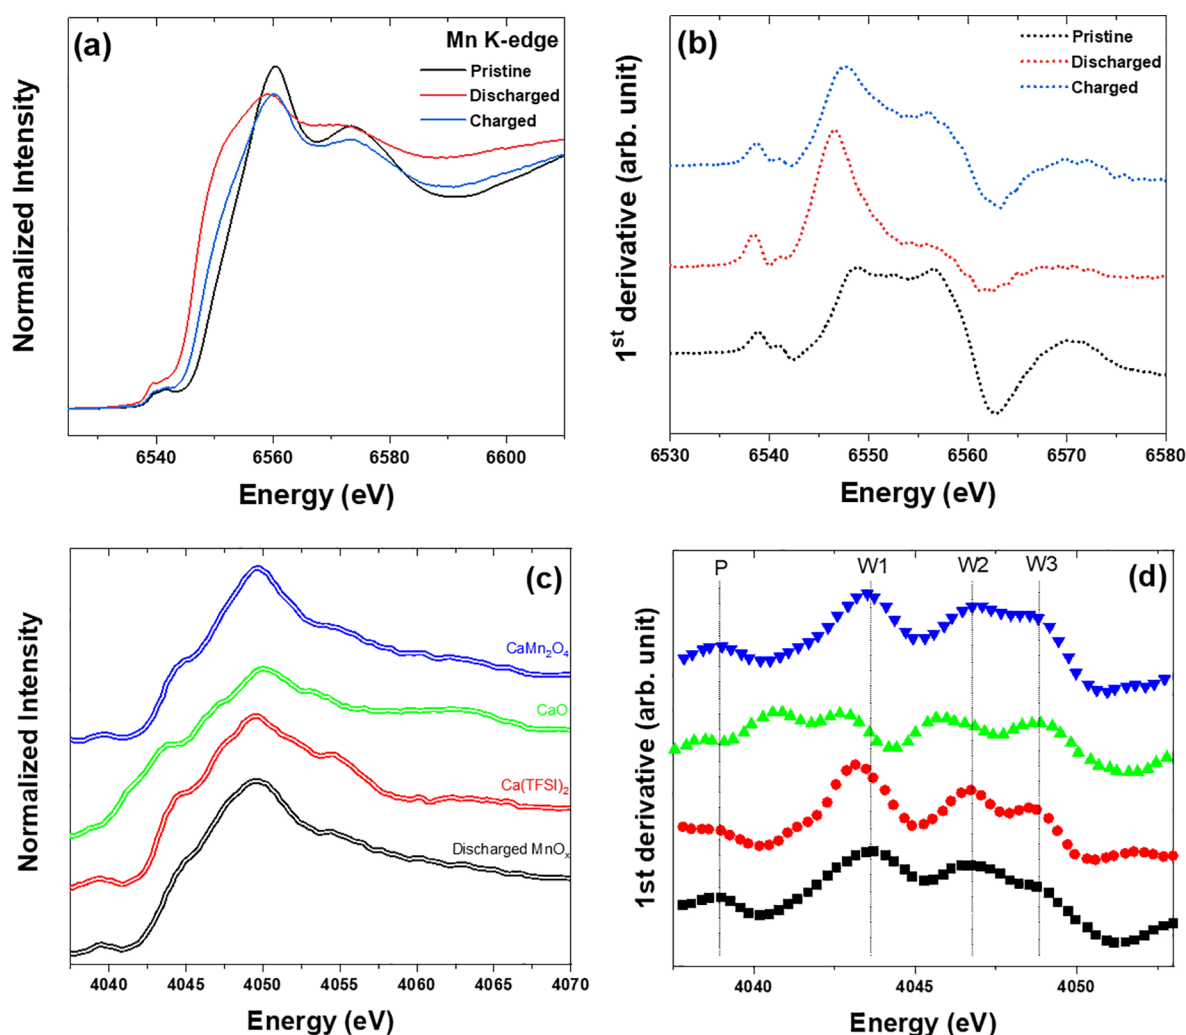 (a)
Mn K-edge
Pristine
Discharged
Charged
Normalized Intensity
6540 6560 6580 6600
Energy (eV)
(b)
Pristine
Discharged
Charged
1st derivative (arb. unit)
6530 6540 6550 6560 6570 6580
Energy (eV)
(c)
CaMn2O4
CaO
Ca(TFSI)2
Discharged MnOx
Normalized Intensity
4040 4045 4050 4055 4060 4065 4070
Energy (eV)
P W1 W2 W3
(d)
1st derivative (arb. unit)
4040 4045 4050
Energy (eV)